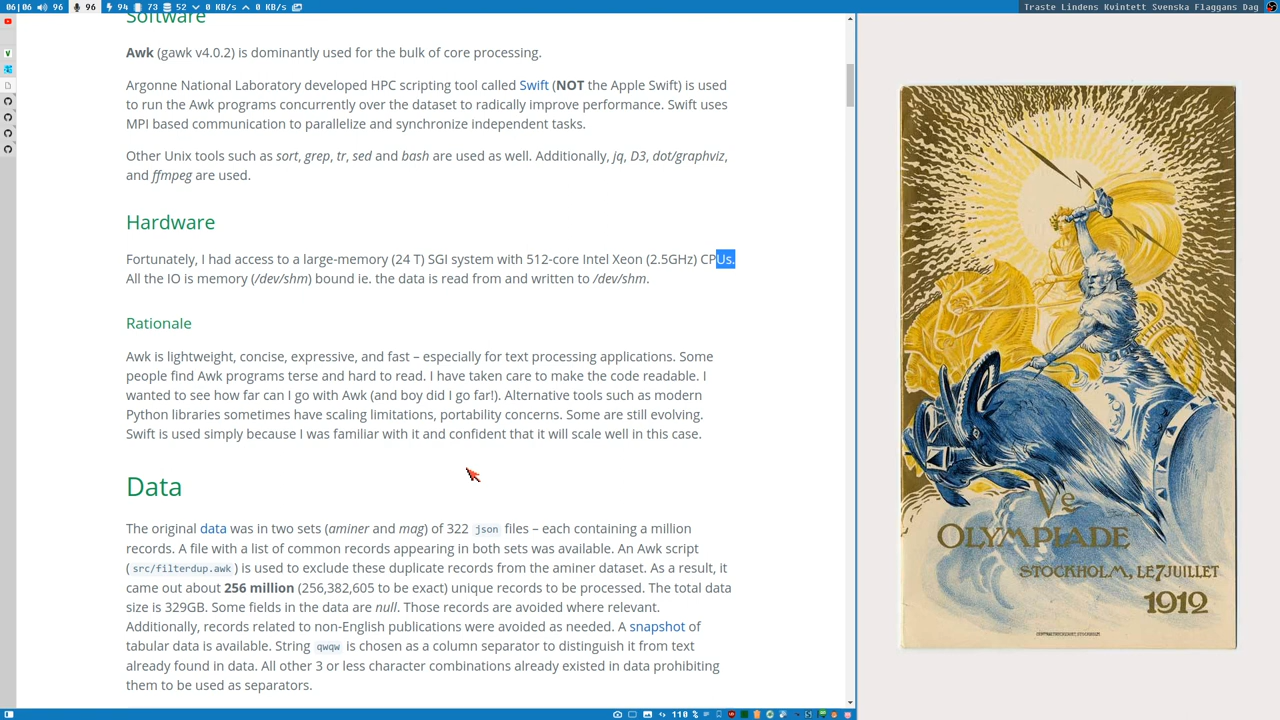 06|06 96 96 94 73 52 0 KB/s 0 KB/s
Traste Lindens Kvintett Svenska Flaggans Dag
Software
Awk (gawk v4.0.2) is dominantly used for the bulk of core processing.
Argonne National Laboratory developed HPC scripting tool called Swift (NOT the Apple Swift) is used
to run the Awk programs concurrently over the dataset to radically improve performance. Swift uses
MPI based communication to parallelize and synchronize independent tasks.
Other Unix tools such as sort, grep, tr, sed and bash are used as well. Additionally, jq, D3, dot/graphviz,
and ffmpeg are used.
Hardware
Fortunately, I had access to a large-memory (24 T) SGI system with 512-core Intel Xeon (2.5GHz) CPUs.
All the IO is memory (/dev/shm) bound ie. the data is read from and written to /dev/shm.
Rationale
Awk is lightweight, concise, expressive, and fast – especially for text processing applications. Some
people find Awk programs terse and hard to read. I have taken care to make the code readable. I
wanted to see how far can I go with Awk (and boy did I go far!). Alternative tools such as modern
Python libraries sometimes have scaling limitations, portability concerns. Some are still evolving.
Swift is used simply because I was familiar with it and confident that it will scale well in this case.
Data
The original data was in two sets (aminer and mag) of 322 json files – each containing a million
records. A file with a list of common records appearing in both sets was available. An Awk script
(src/filterdup.awk) is used to exclude these duplicate records from the aminer dataset. As a result, it
came out about 256 million (256,382,605 to be exact) unique records to be processed. The total data
size is 329GB. Some fields in the data are null. Those records are avoided where relevant.
Additionally, records related to non-English publications were avoided as needed. A snapshot of
tabular data is available. String qwqw is chosen as a column separator to distinguish it from text
already found in data. All other 3 or less character combinations already existed in data prohibiting
them to be used as separators.
Ve
OLYMPIADE
STOCKHOLM, LE 7 JUILLET
1912
110 %